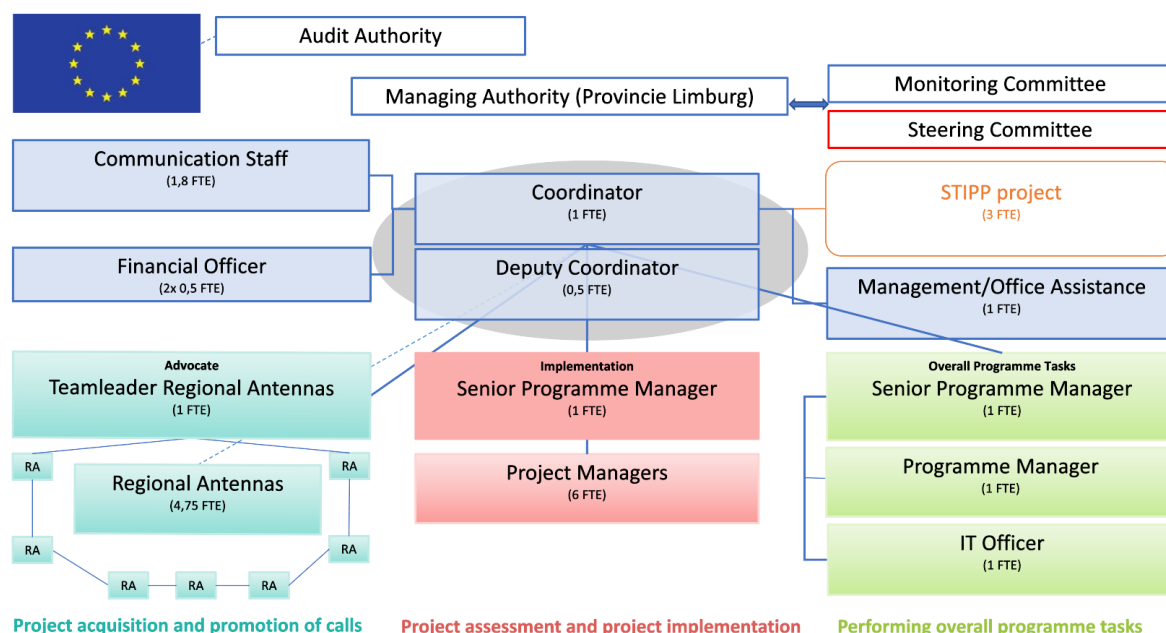 Audit Authority
Managing Authority (Provincie Limburg)
Monitoring Committee
Steering Committee
Communication Staff
(1,8 FTE)
Coordinator
(1 FTE)
STIPP project
(3 FTE)
Financial Officer
(2x 0,5 FTE)
Deputy Coordinator
(0,5 FTE)
Management/Office Assistance
(1 FTE)
Advocate
Teamleader Regional Antennas
(1 FTE)
Implementation
Senior Programme Manager
(1 FTE)
Overall Programme Tasks
Senior Programme Manager
(1 FTE)
RA
RA
Regional Antennas
(4,75 FTE)
Project Managers
(6 FTE)
Programme Manager
(1 FTE)
RA
RA
RA
RA
RA
IT Officer
(1 FTE)
Project acquisition and promotion of calls
Project assessment and project implementation
Performing overall programme tasks